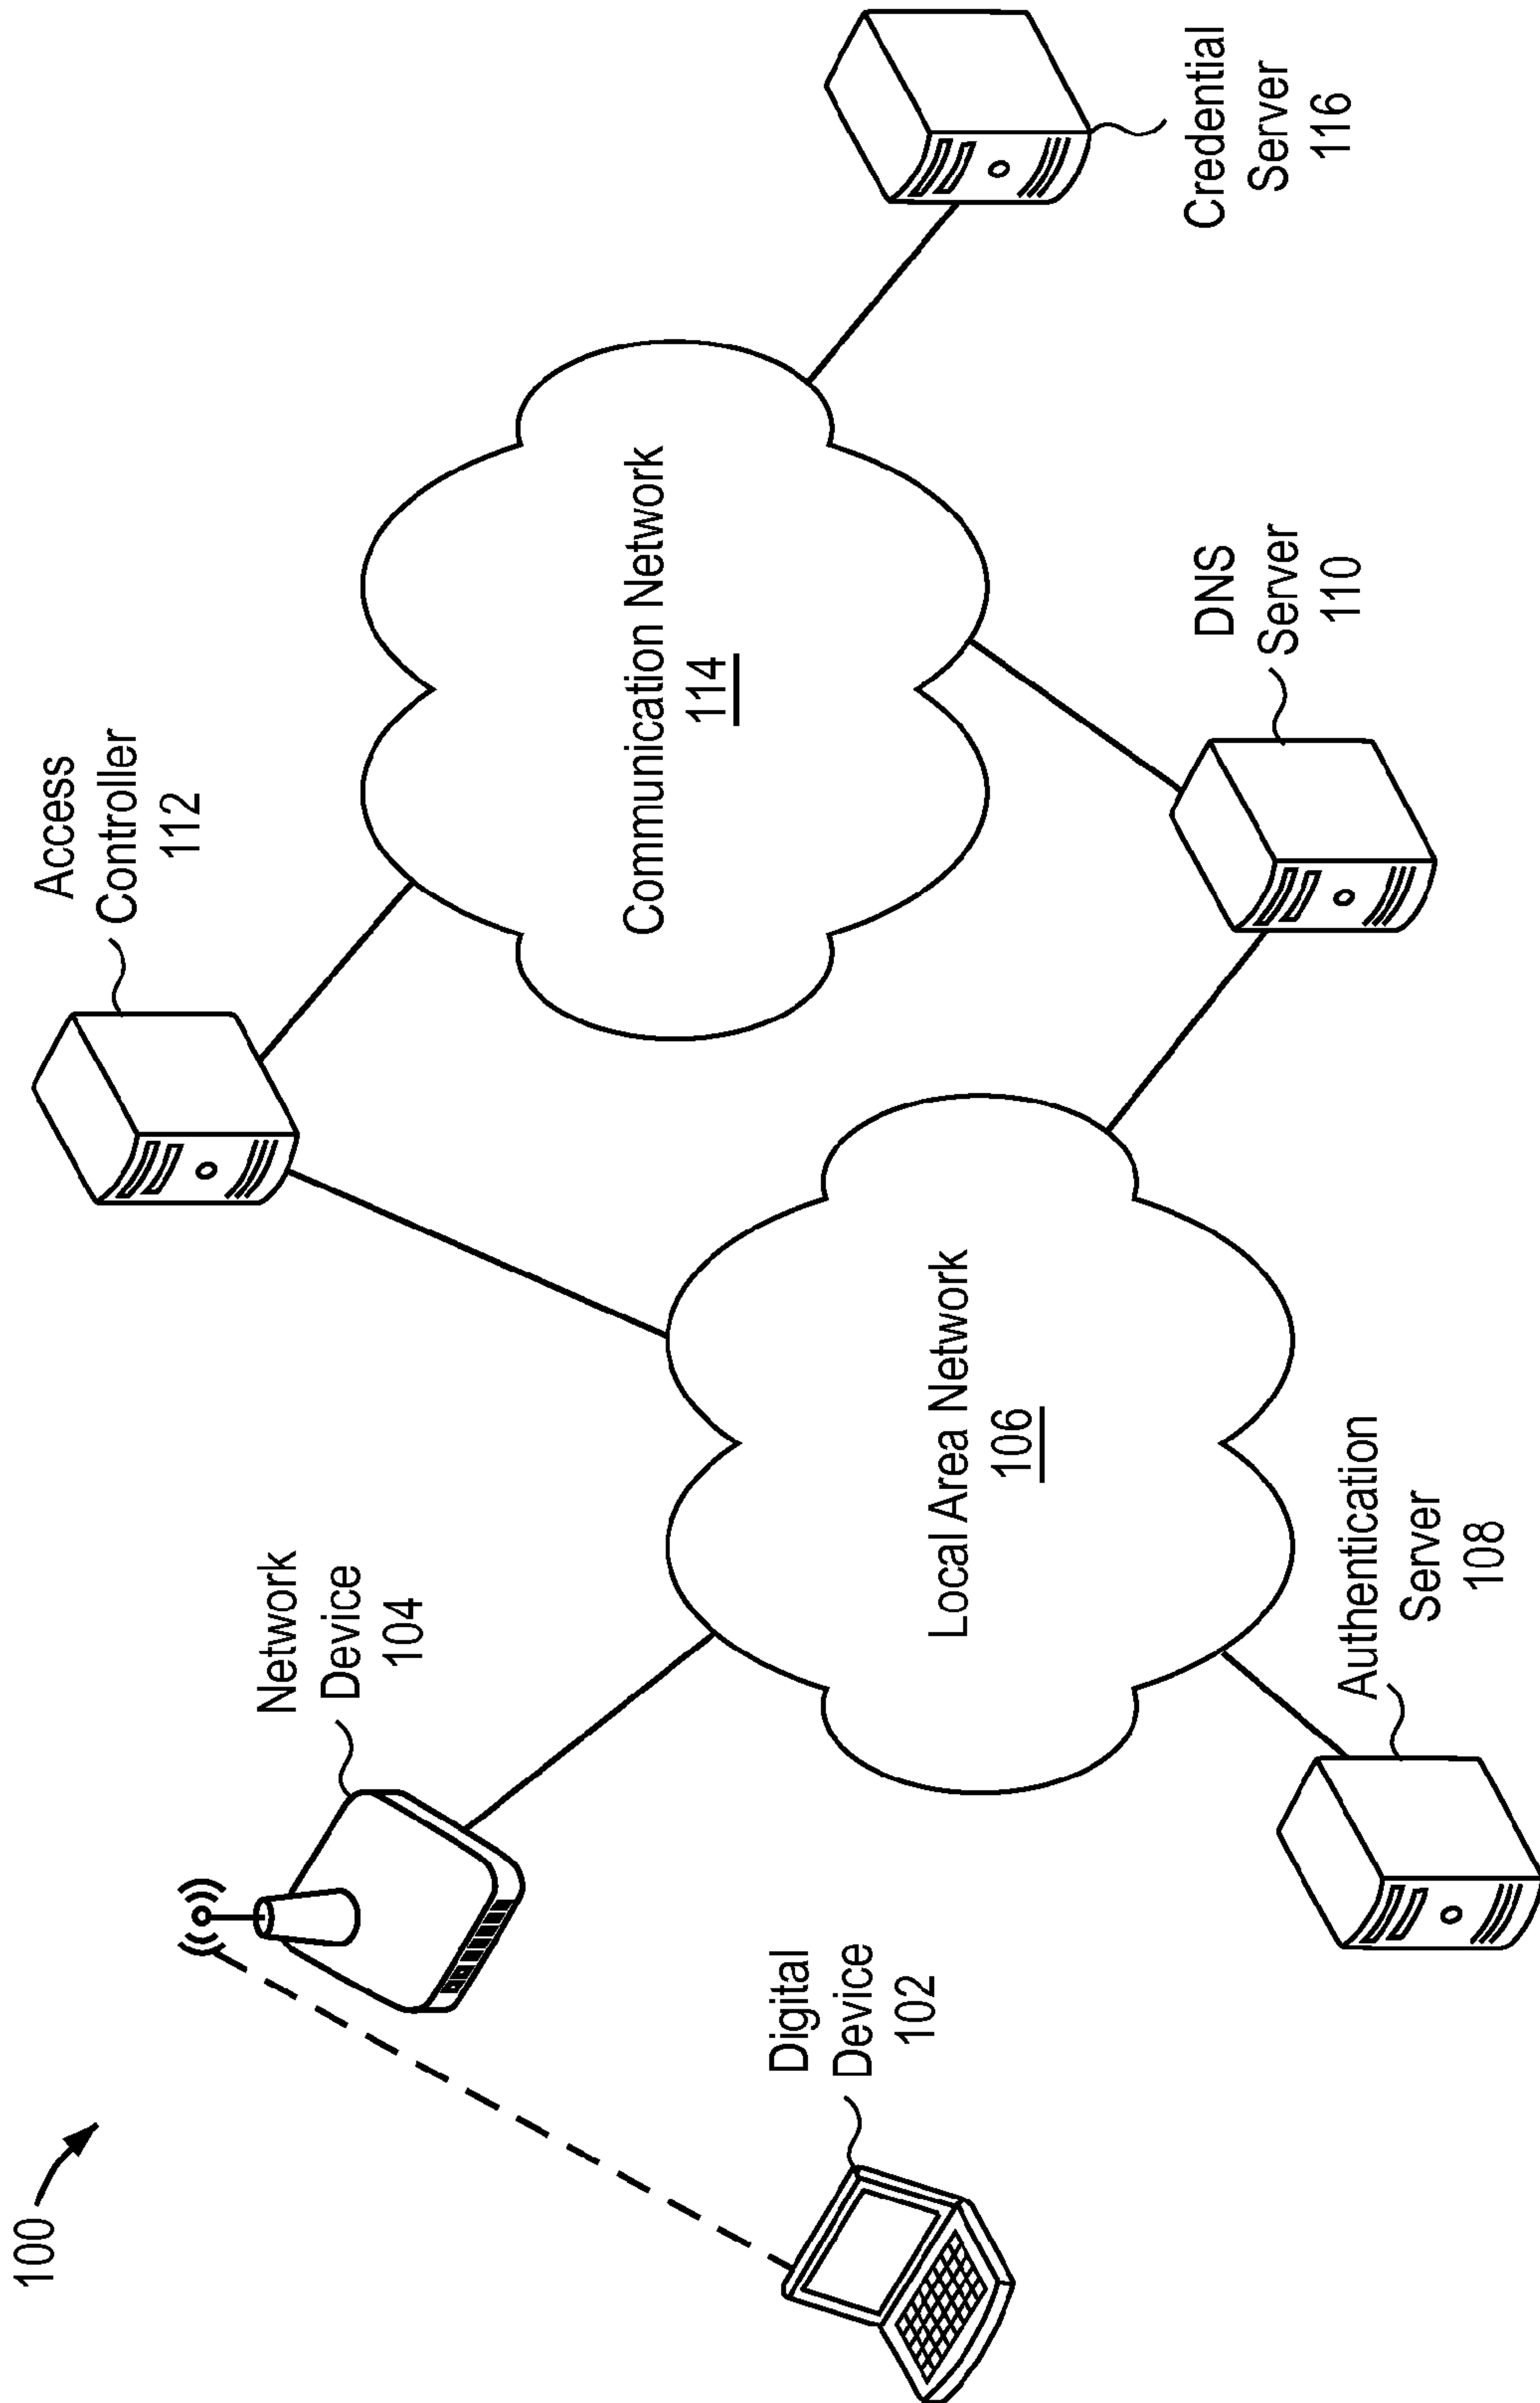 100
Digital
Device
102
Network
Device
104
Access
Controller
112
Local Area Network
106
Communication Network
114
Authentication
Server
108
DNS
Server
110
Credential
Server
116